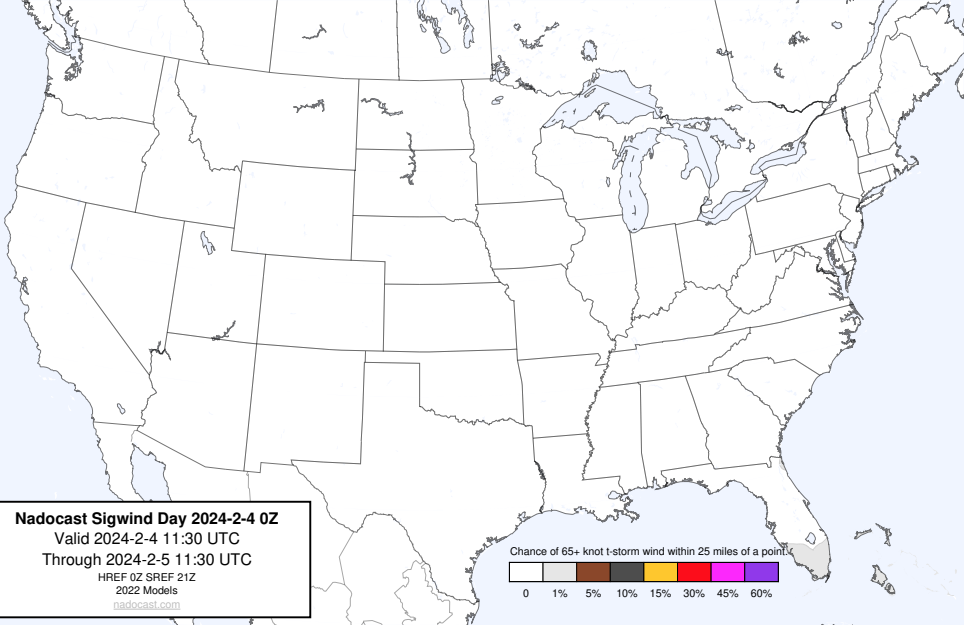 Nadocast Sigwind Day 2024-2-4 0Z
Valid 2024-2-4 11:30 UTC
Through 2024-2-5 11:30 UTC
HREF 0Z SREF 21Z
2022 Models
nadocast.com
Chance of 65+ knot t-storm wind within 25 miles of a point.
0 1% 5% 10% 15% 30% 45% 60%